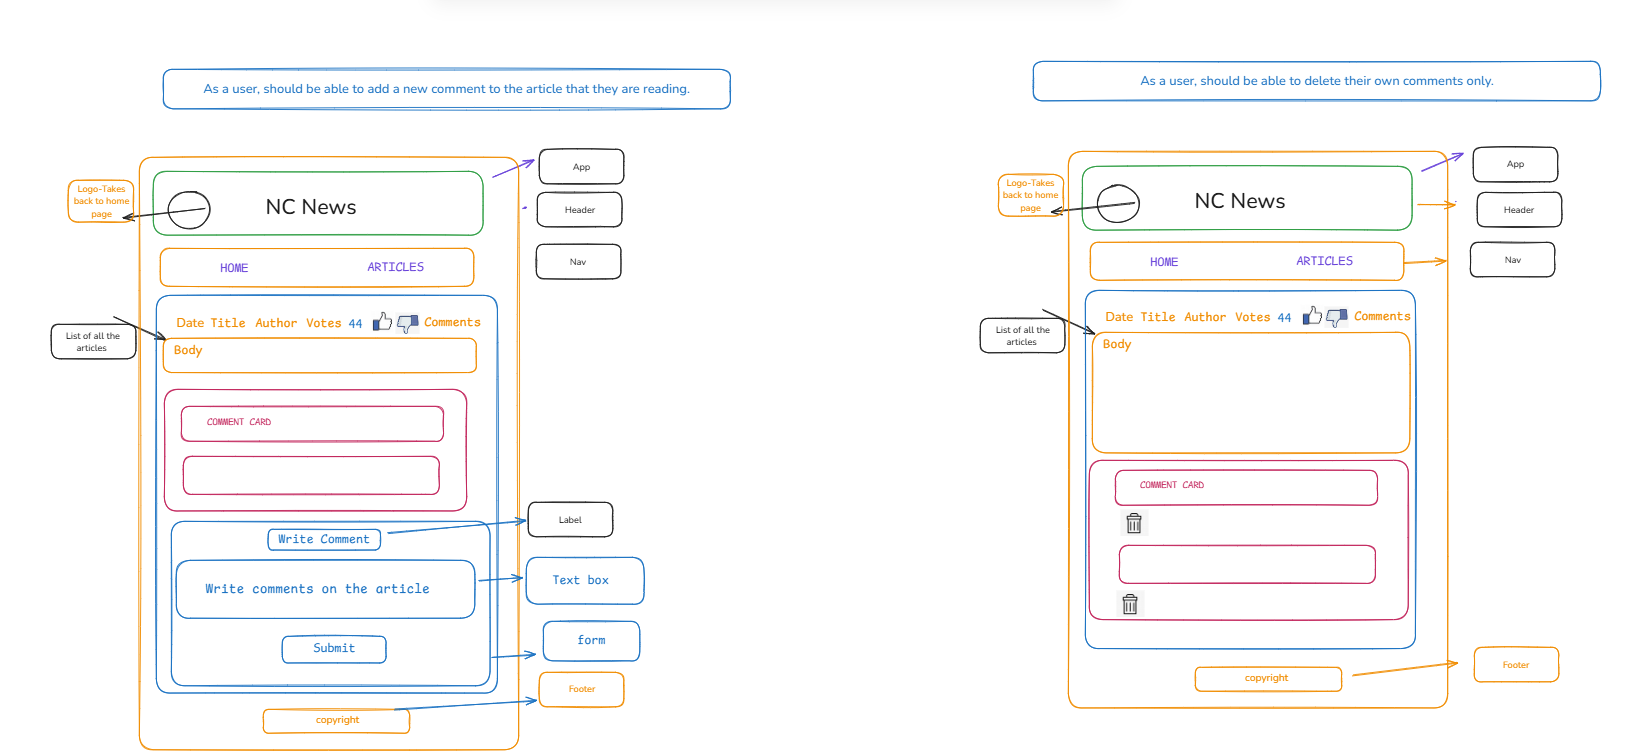 As a user, should be able to add a new comment to the article that they are reading.
App
Logo-Takes
back to home
page
NC News
Header
HOME
ARTICLES
Nav
Date Title Author Votes 44 Comments
List of all the
articles
Body
COMMENT CARD
Label
Write Comment
Write comments on the article
Text box
Submit
form
Footer
copyright
As a user, should be able to delete their own comments only.
App
Logo-Takes
back to home
page
NC News
Header
HOME
ARTICLES
Nav
Date Title Author Votes 44 Comments
List of all the
articles
Body
COMMENT CARD
Footer
copyright